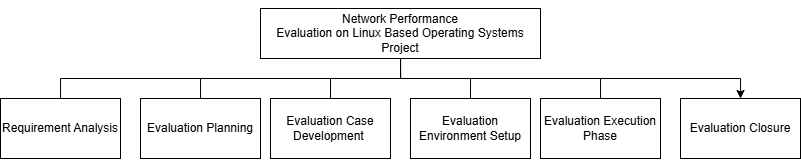 Network Performance
Evaluation on Linux Based Operating Systems
Project
Requirement Analysis
Evaluation Planning
Evaluation Case
Development
Evaluation
Environment Setup
Evaluation Execution
Phase
Evaluation Closure